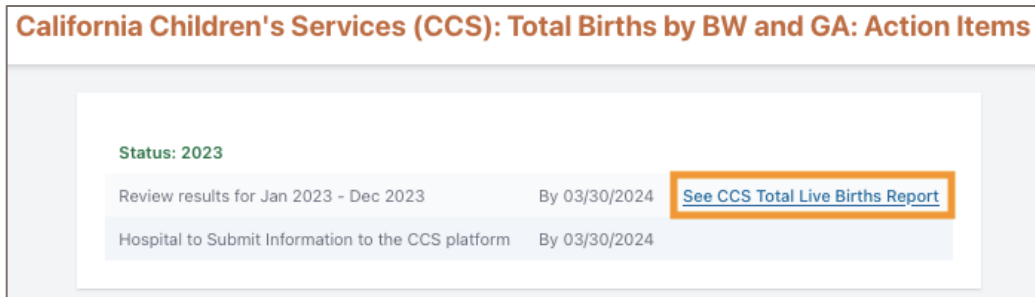 California Children's Services (CCS): Total Births by BW and GA: Action Items
Status: 2023
Review results for Jan 2023 - Dec 2023 By 03/30/2024 See CCS Total Live Births Report
Hospital to Submit Information to the CCS platform By 03/30/2024